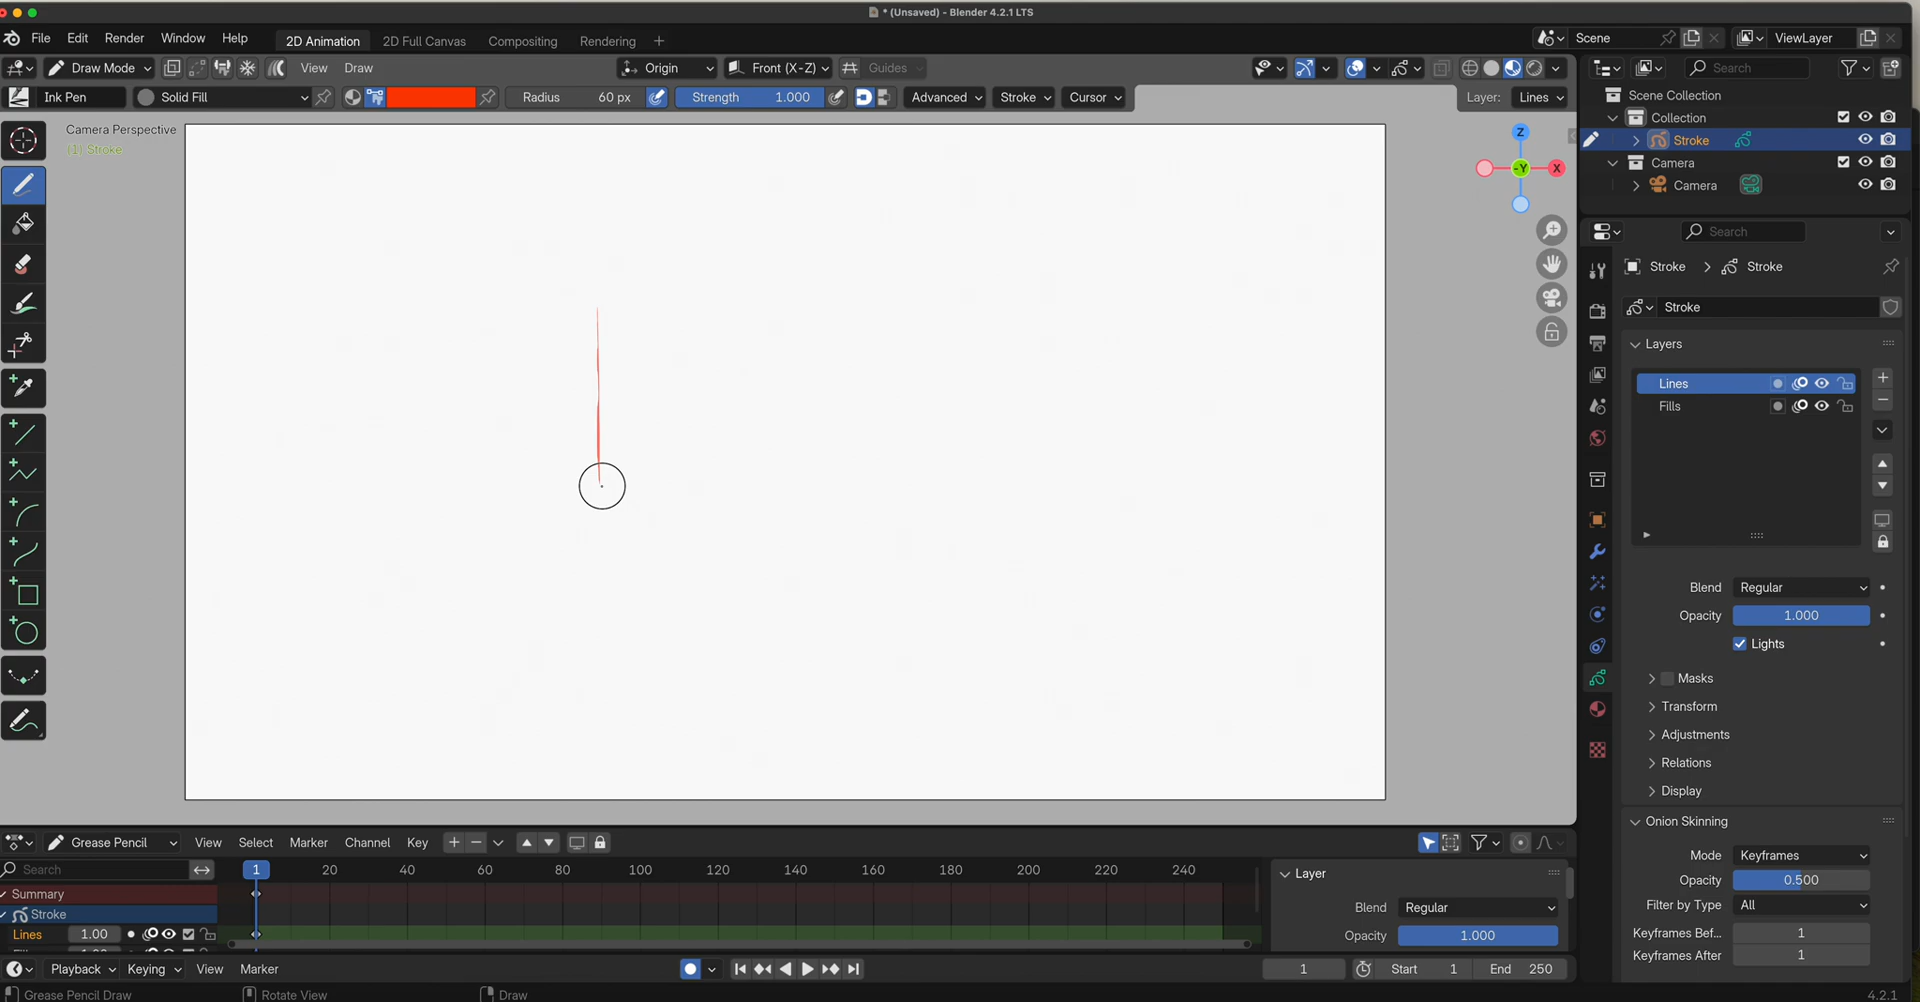 * (Unsaved) - Blender 4.2.1 LTS
File Edit Render Window Help 2D Animation 2D Full Canvas Compositing Rendering + Scene ViewLayer
Draw Mode View Draw Origin Front (X-Z) Guides Search
Ink Pen Solid Fill Radius 60 px Strength 1.000 Advanced Stroke Cursor Layer: Lines
Scene Collection
Collection
Stroke
Camera
Camera
Camera Perspective
(1) Stroke
Z
-Y X
Search
Stroke > Stroke
Stroke
Layers
Lines
Fills
Blend Regular
Opacity 1.000
Lights
Masks
Transform
Adjustments
Relations
Display
Onion Skinning
Mode Keyframes
Opacity 0.500
Filter by Type All
Keyframes Bef... 1
Keyframes After 1
Grease Pencil View Select Marker Channel Key
Search 1 20 40 60 80 100 120 140 160 180 200 220 240
Summary
Stroke
Lines 1.00
Layer
Blend Regular
Opacity 1.000
Playback Keying View Marker 1 Start 1 End 250
Grease Pencil Draw Rotate View Draw 4.2.1